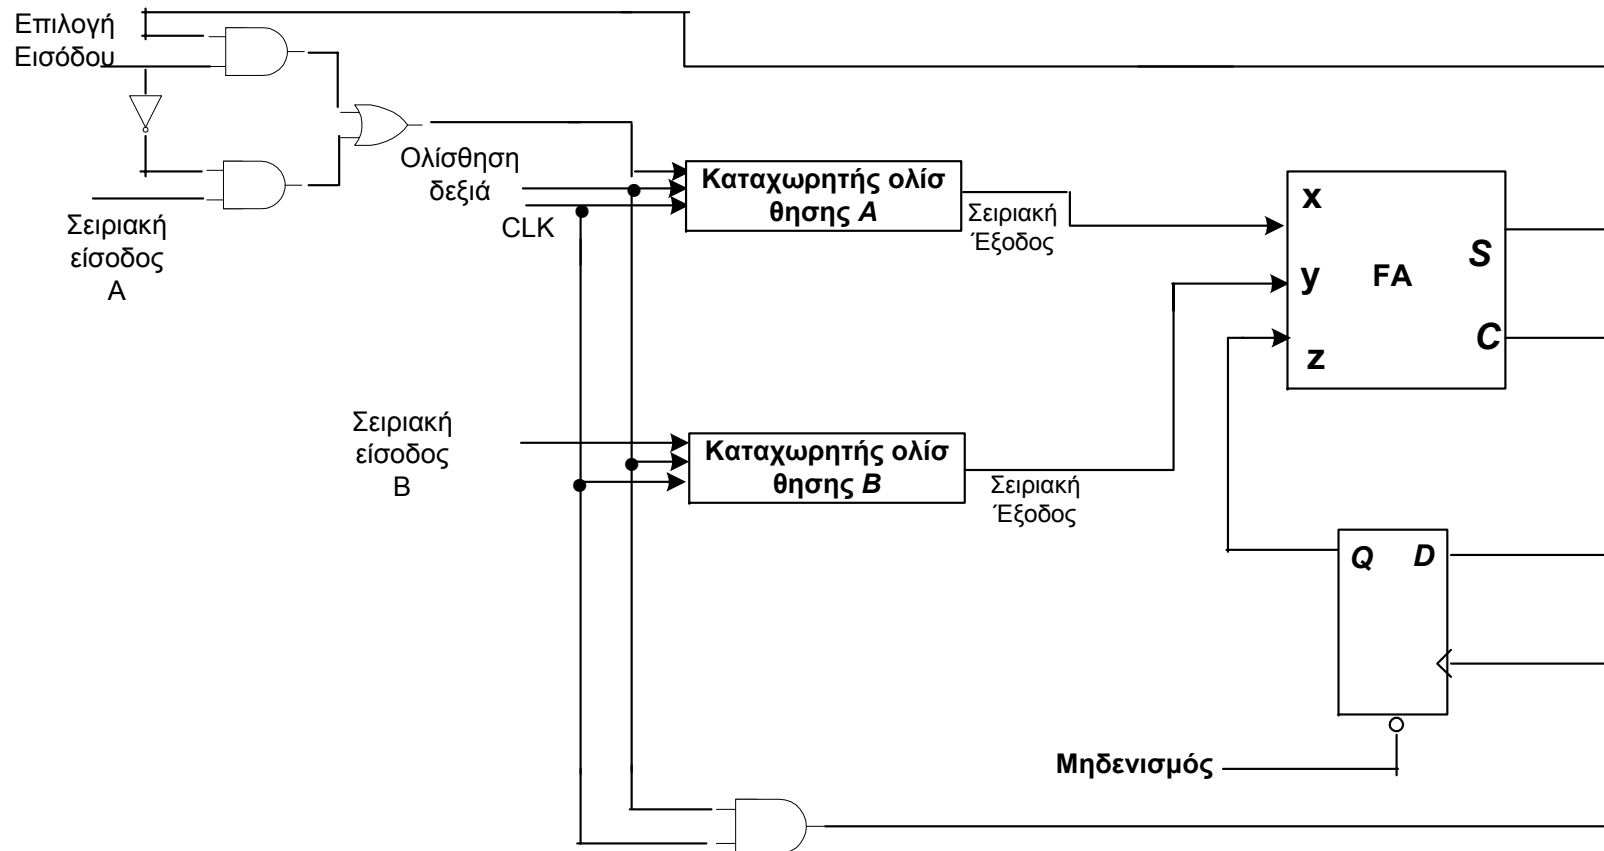 Επιλογή
Εισόδου
Σειριακή
είσοδος
Α
Ολίσθηση
δεξιά
CLK
Καταχωρητής ολίσ
θησης A
Σειριακή
Έξοδος
x
y
z
FA
S
C
Σειριακή
είσοδος
Β
Καταχωρητής ολίσ
θησης B
Σειριακή
Έξοδος
Q D
Μηδενισμός